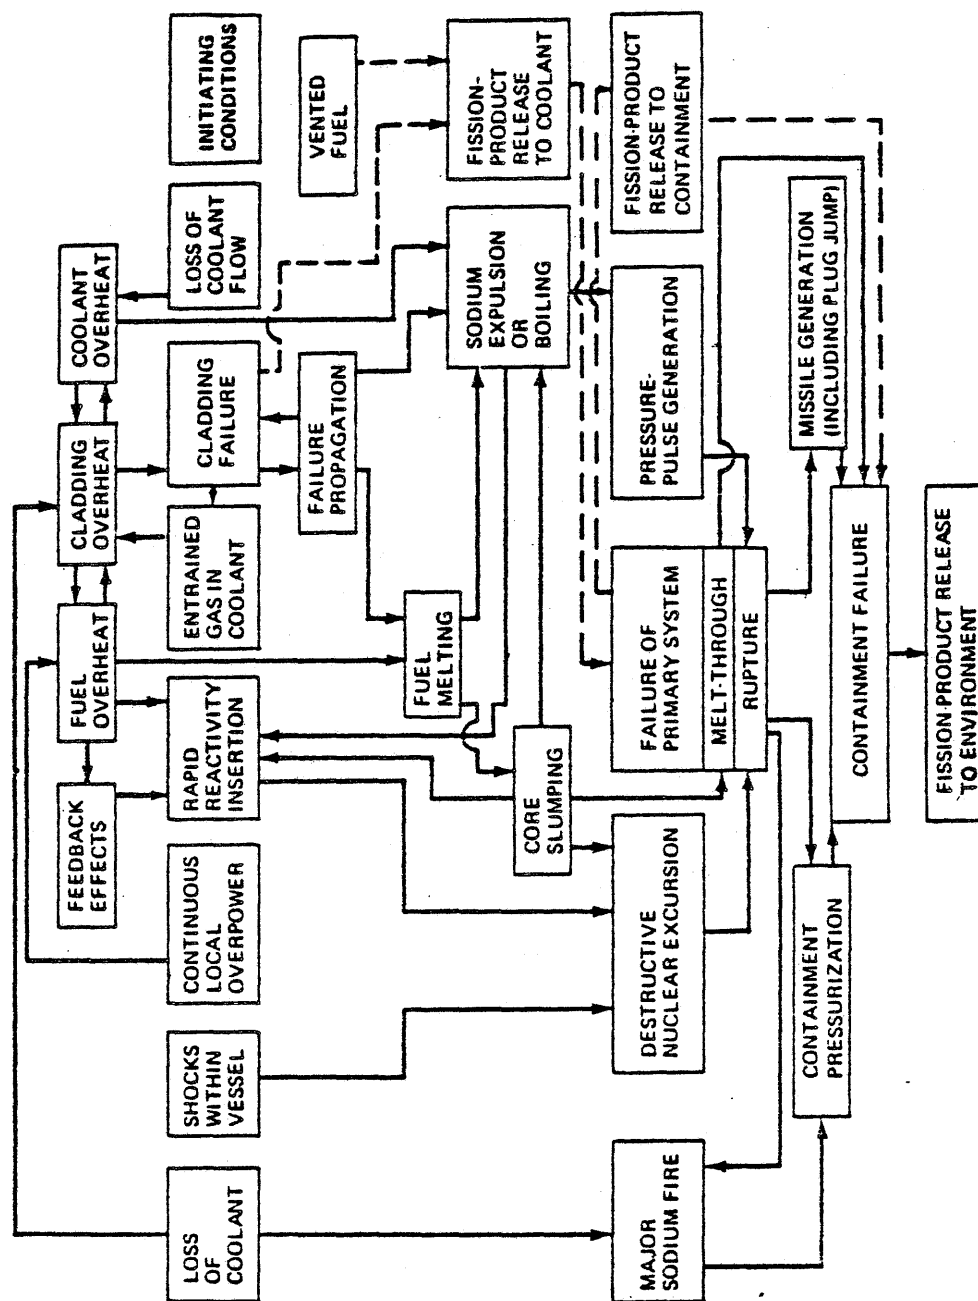 FEEDBACK
EFFECTS
FUEL
OVERHEAT
CLADDING
OVERHEAT
COOLANT
OVERHEAT
LOSS
OF
COOLANT
SHOCKS
WITHIN
VESSEL
CONTINUOUS
LOCAL
OVERPOWER
RAPID
REACTIVITY
INSERTION
ENTRAINED
GAS IN
COOLANT
CLADDING
FAILURE
LOSS OF
COOLANT
FLOW
INITIATING
CONDITIONS
FAILURE
PROPAGATION
VENTED
FUEL
FUEL
MELTING
CORE
SLUMPING
SODIUM
EXPULSION
OR
BOILING
FISSION-
PRODUCT
RELEASE
TO COOLANT
MAJOR
SODIUM FIRE
DESTRUCTIVE
NUCLEAR EXCURSION
FAILURE OF
PRIMARY SYSTEM
MELT-THROUGH
RUPTURE
PRESSURE-
PULSE GENERATION
FISSION-PRODUCT
RELEASE TO
CONTAINMENT
CONTAINMENT
PRESSURIZATION
MISSILE GENERATION
(INCLUDING PLUG JUMP)
CONTAINMENT FAILURE
FISSION-PRODUCT RELEASE
TO ENVIRONMENT